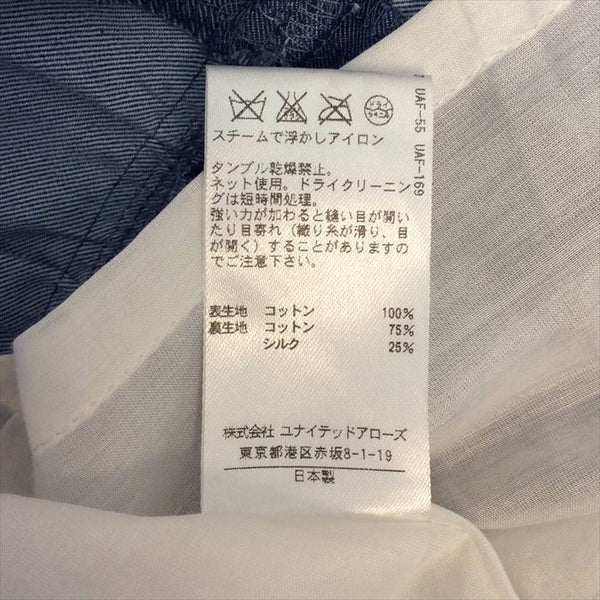 ドライ
スチームで浮かしアイロン
タンブル乾燥禁止。
ネット使用。ドライクリーニン
グは短時間処理。
強い力が加わると縫い目が開い
たり目寄れ（織り糸が滑り、目
が開く）することがありますの
でご注意下さい。
表生地 コットン 100%
裏生地 コットン 75%
シルク 25%
株式会社 ユナイテッドアローズ
東京都港区赤坂8-1-19
日本製
UAF-55 UAF-169